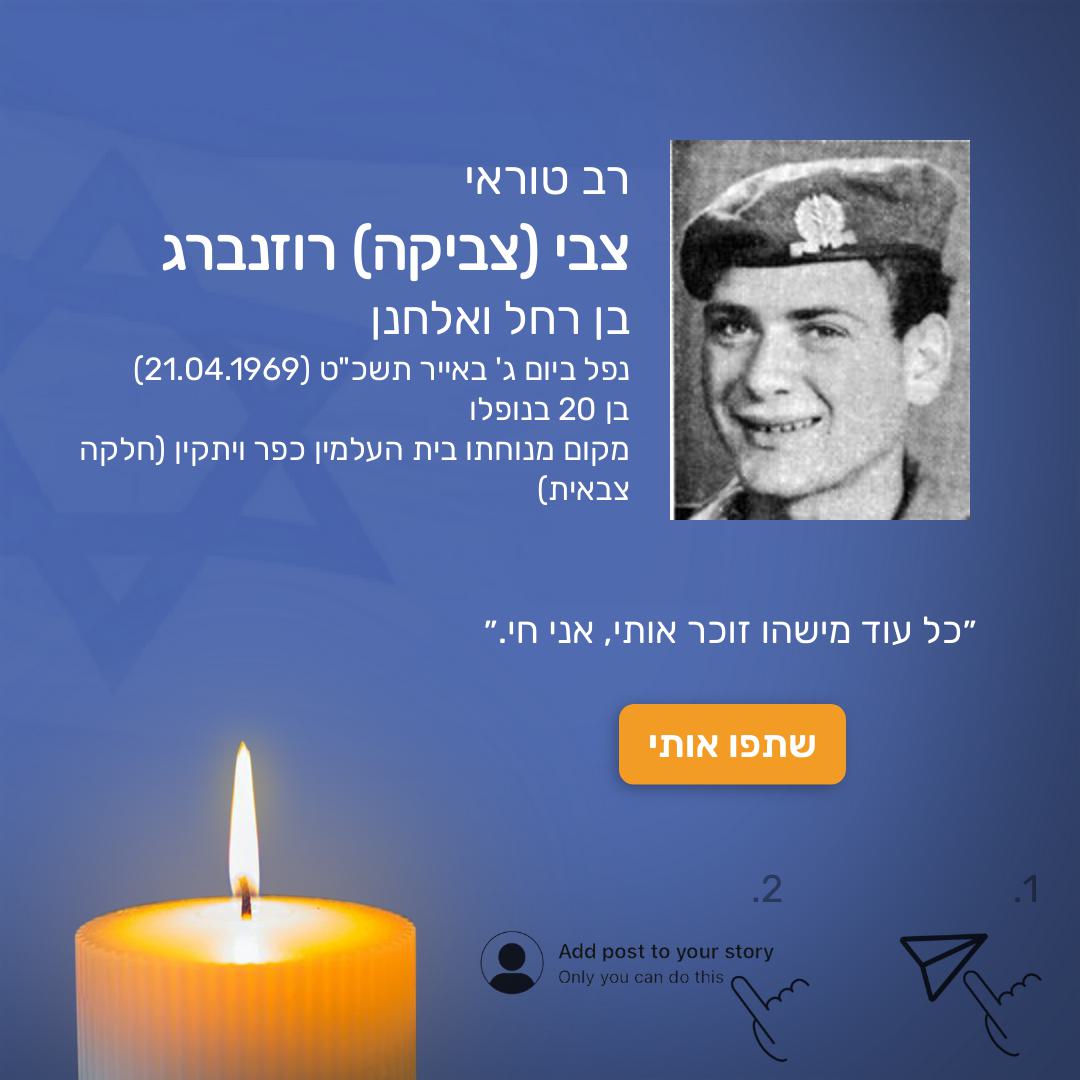 רב טוראי
צבי (צביקה) רוזנברג
בן רחל ואלחנן
נפל ביום ג' באייר תשכ"ט (21.04.1969)
בן 20 בנופלו
מקום מנוחתו בית העלמין כפר ויתקין (חלקה
צבאית)
״כל עוד מישהו זוכר אותי, אני חי.״
שתפו אותי
.1
.2
Add post to your story
Only you can do this